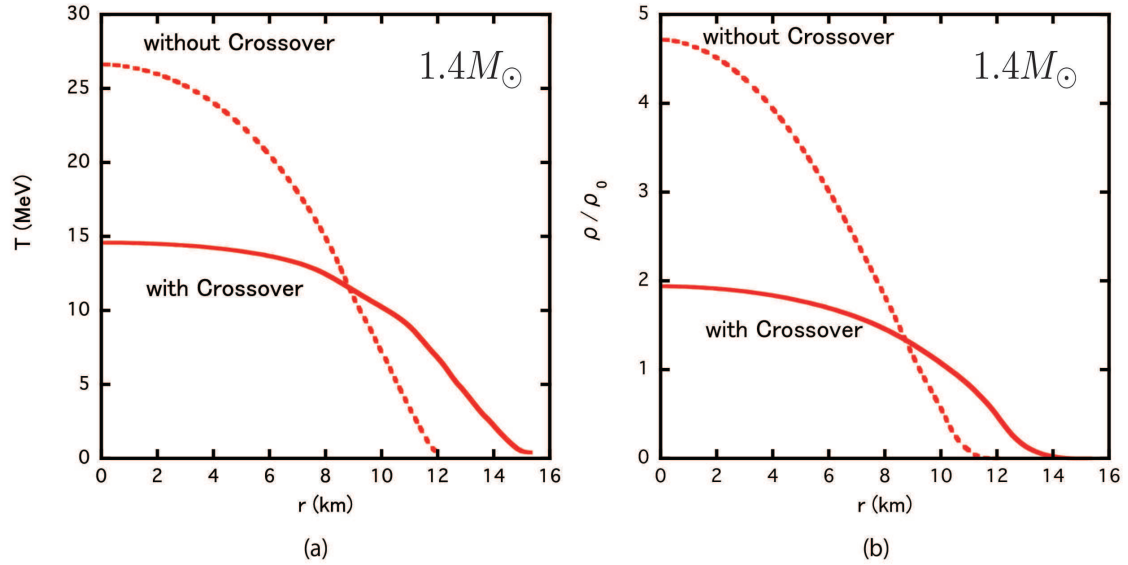 30
25
20
15
10
5
0
T (MeV)
without Crossover
1.4M⊙
with Crossover
0 2 4 6 8 10 12 14 16
r (km)
(a)
5
4
3
2
1
0
ρ / ρ0
without Crossover
1.4M⊙
with Crossover
0 2 4 6 8 10 12 14 16
r (km)
(b)